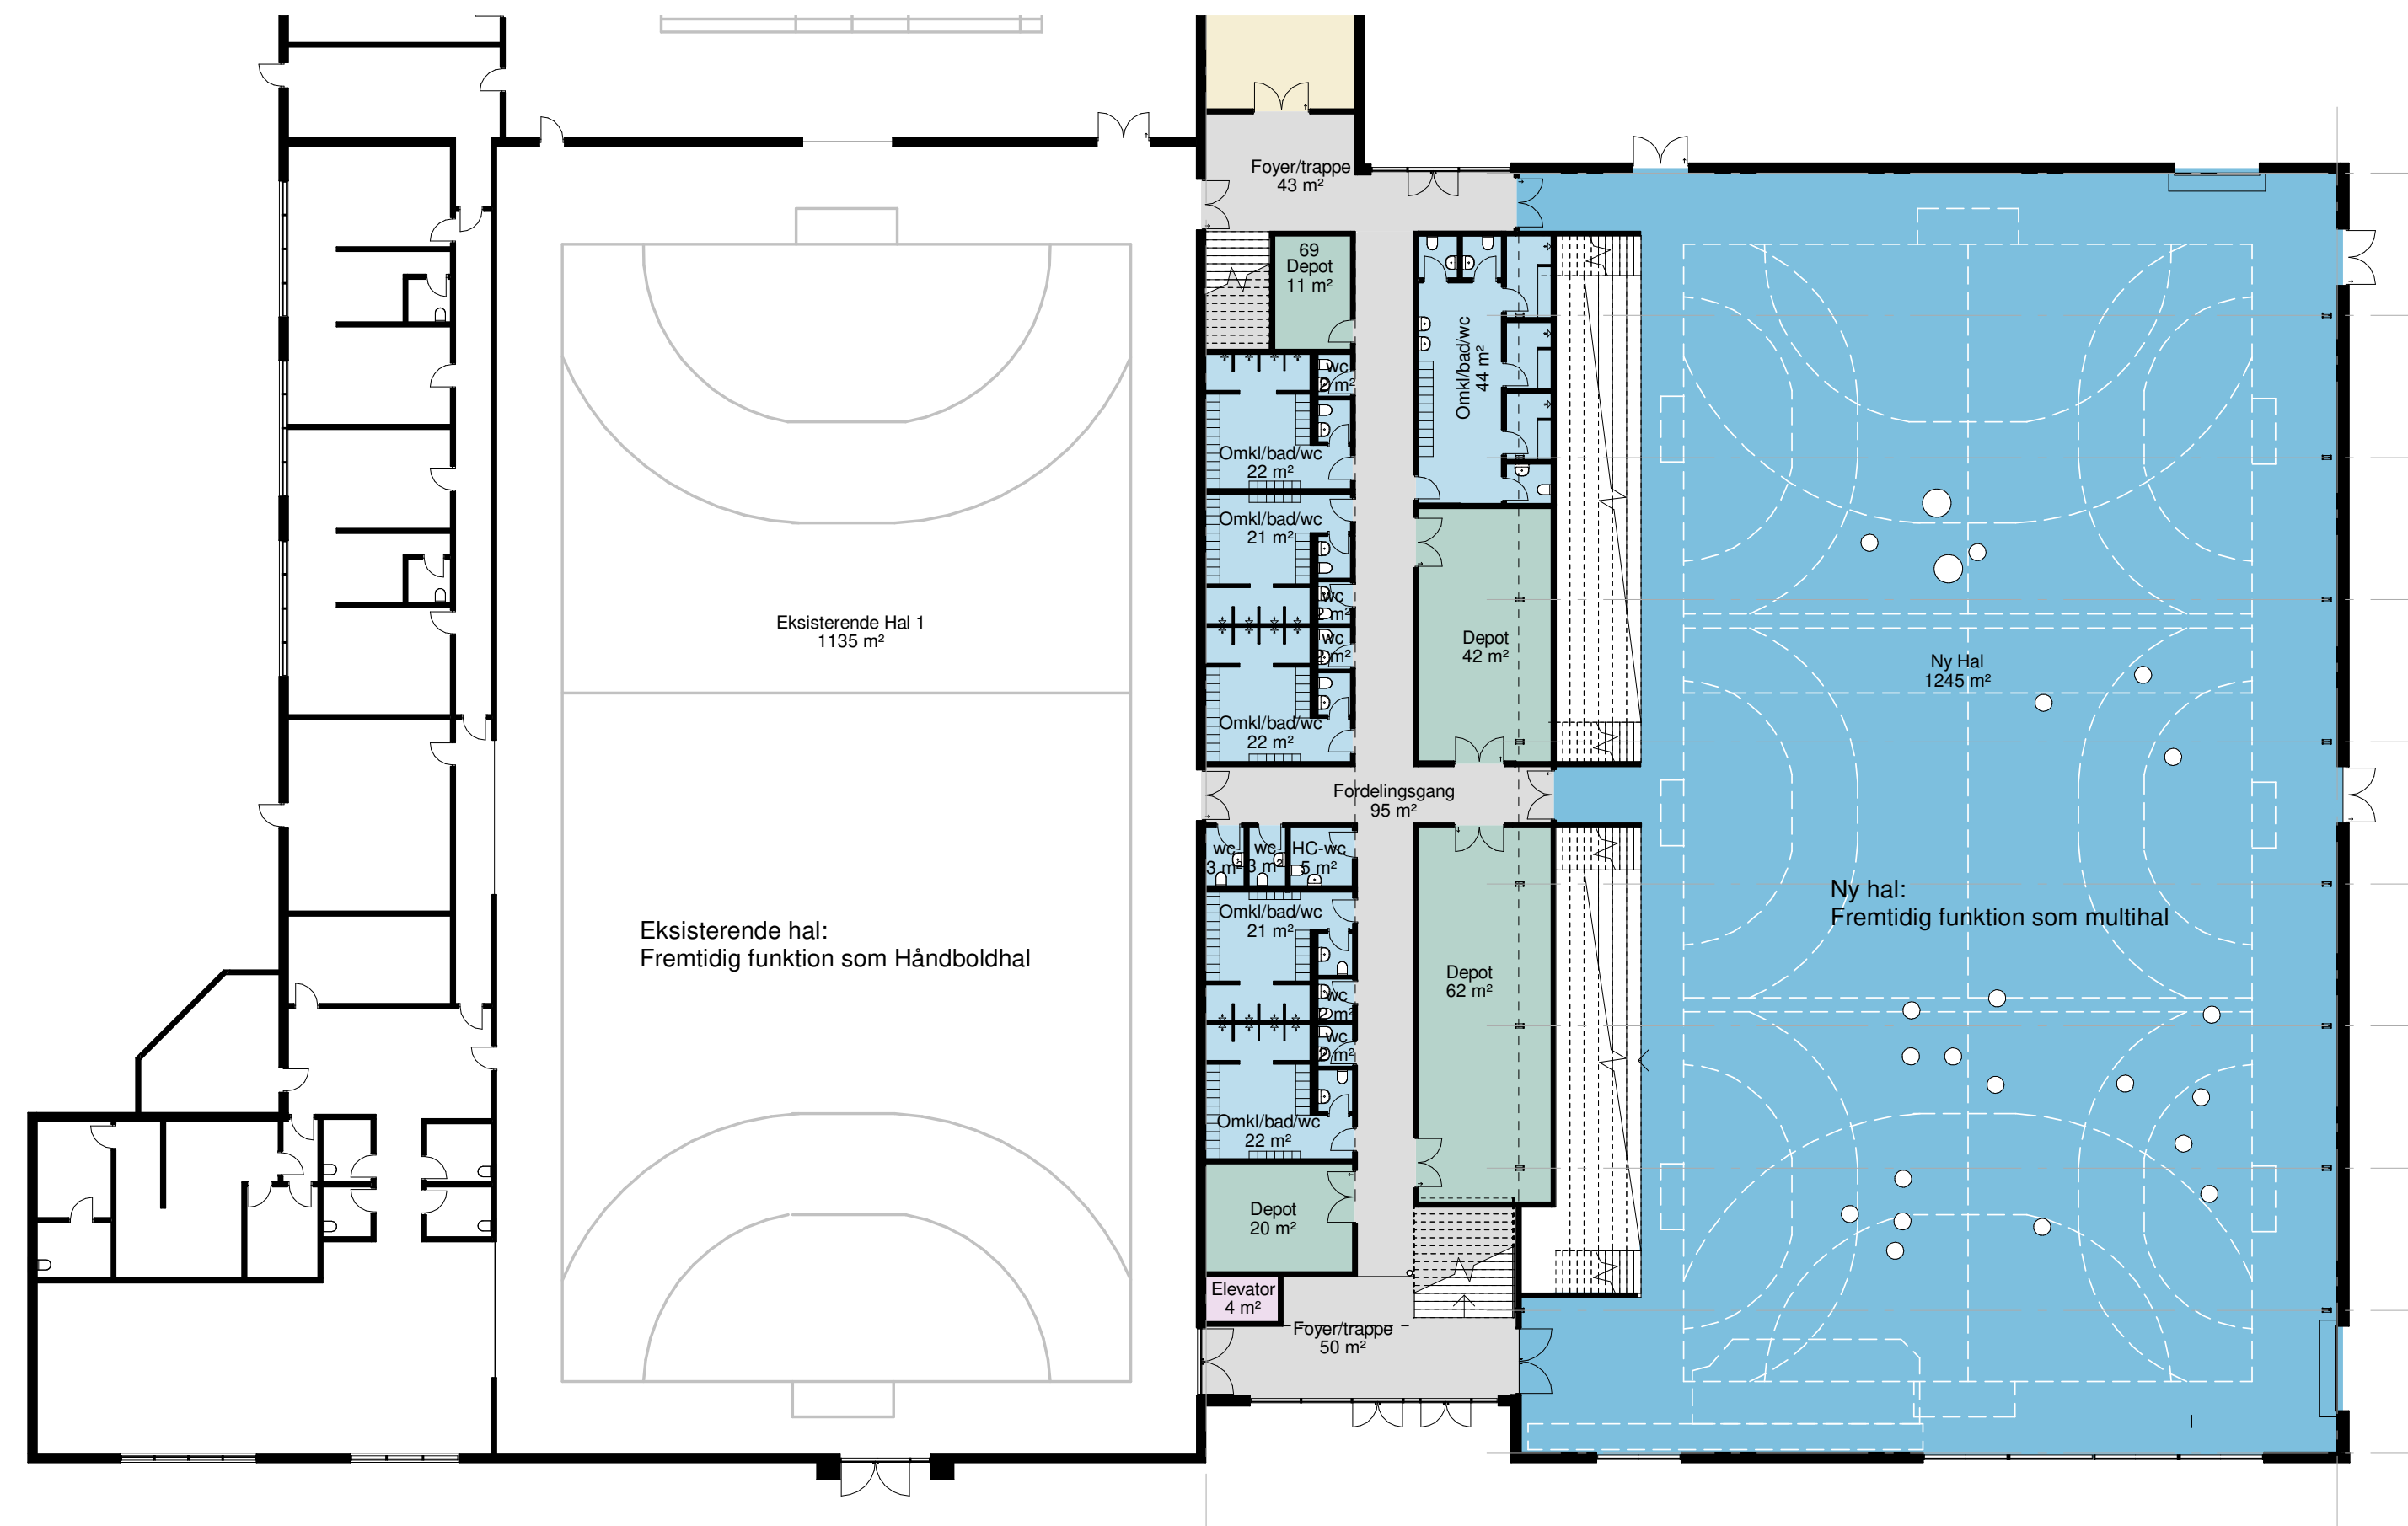 Foyer/trappe
43 m²
69
Depot
11 m²
wc
2 m²
Omkl/bad/wc
44 m²
Omkl/bad/wc
22 m²
Omkl/bad/wc
21 m²
wc
2 m²
wc
2 m²
Eksisterende Hal 1
1135 m²
Depot
42 m²
Ny Hal
1245 m²
Omkl/bad/wc
22 m²
Fordelingsgang
95 m²
wc
3 m²
wc
3 m²
HC-wc
5 m²
Ny hal:
Fremtidig funktion som multihal
Omkl/bad/wc
21 m²
Eksisterende hal:
Fremtidig funktion som Håndboldhal
Depot
62 m²
wc
2 m²
wc
2 m²
Omkl/bad/wc
22 m²
Depot
20 m²
Elevator
4 m²
Foyer/trappe
50 m²